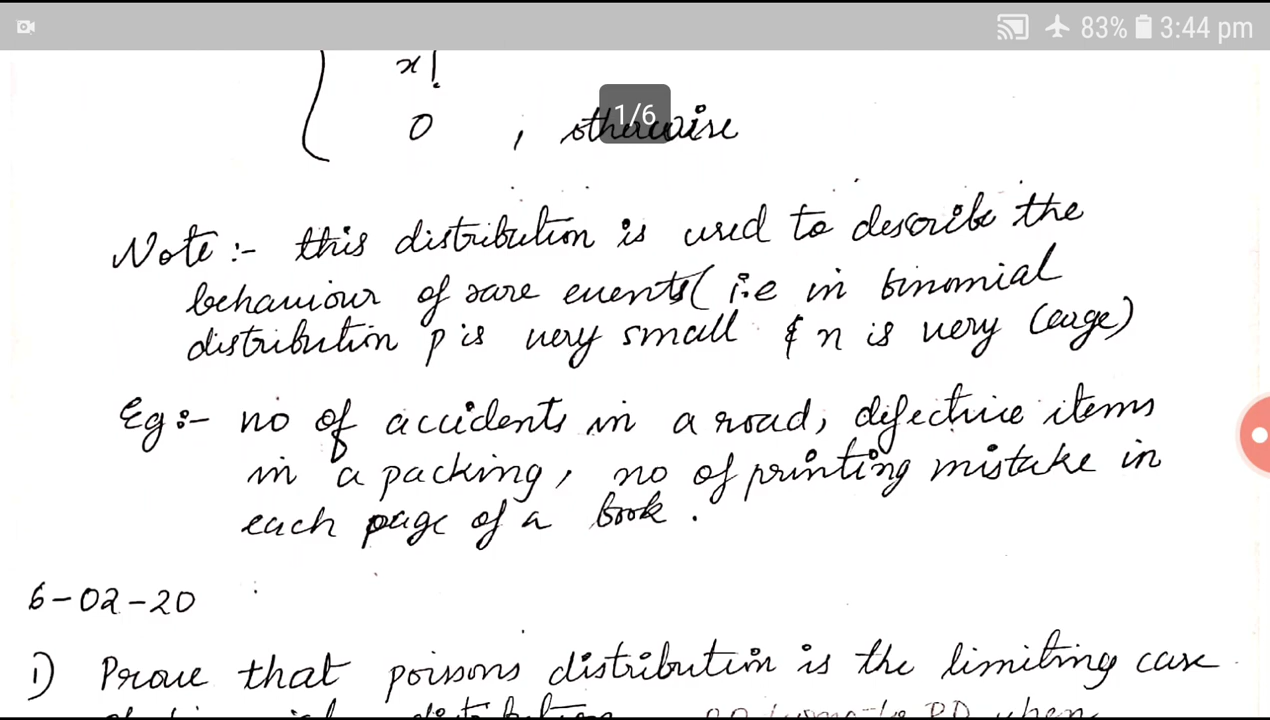 83% 3:44 pm
x!
1/6
0 , otherwise
Note :- this distribution is used to describe the
behaviour of rare events (i.e in binomial
distribution p is very small & n is very large)
Eg :- no of accidents in a road, defective items
in a packing, no of printing mistake in
each page of a book.
6-02-20
1) Prove that poissons distribution is the limiting case